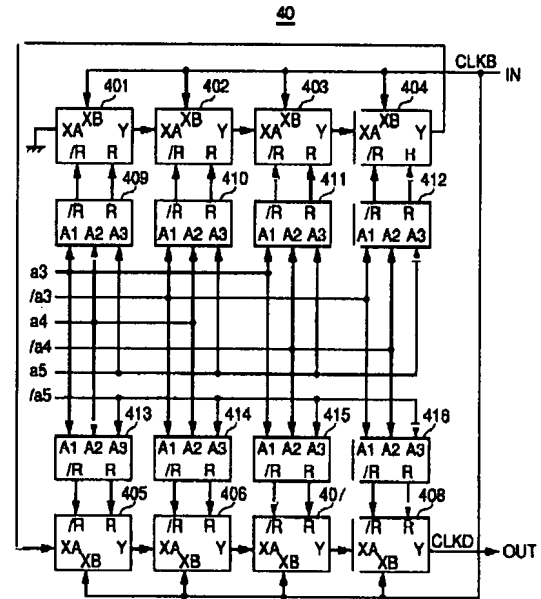 40
CLKB
IN
401 402 403 404
XA XB Y XA XB Y XA XB Y XA XB Y
/R R /R R /R R /R H
409 410 411 412
/R R /R R /R R /R R
A1 A2 A3 A1 A2 A3 A1 A2 A3 A1 A2 A3
a3
/a3
a4
/a4
a5
/a5
413 414 415 416
A1 A2 A3 A1 A2 A3 A1 A2 A3 A1 A2 A3
/R R /R R /R R /R R
405 406 40/ 408
/R R /R R /R R /R R
XA XB Y XA XB Y XA XB Y XA XB Y
CLKD
OUT